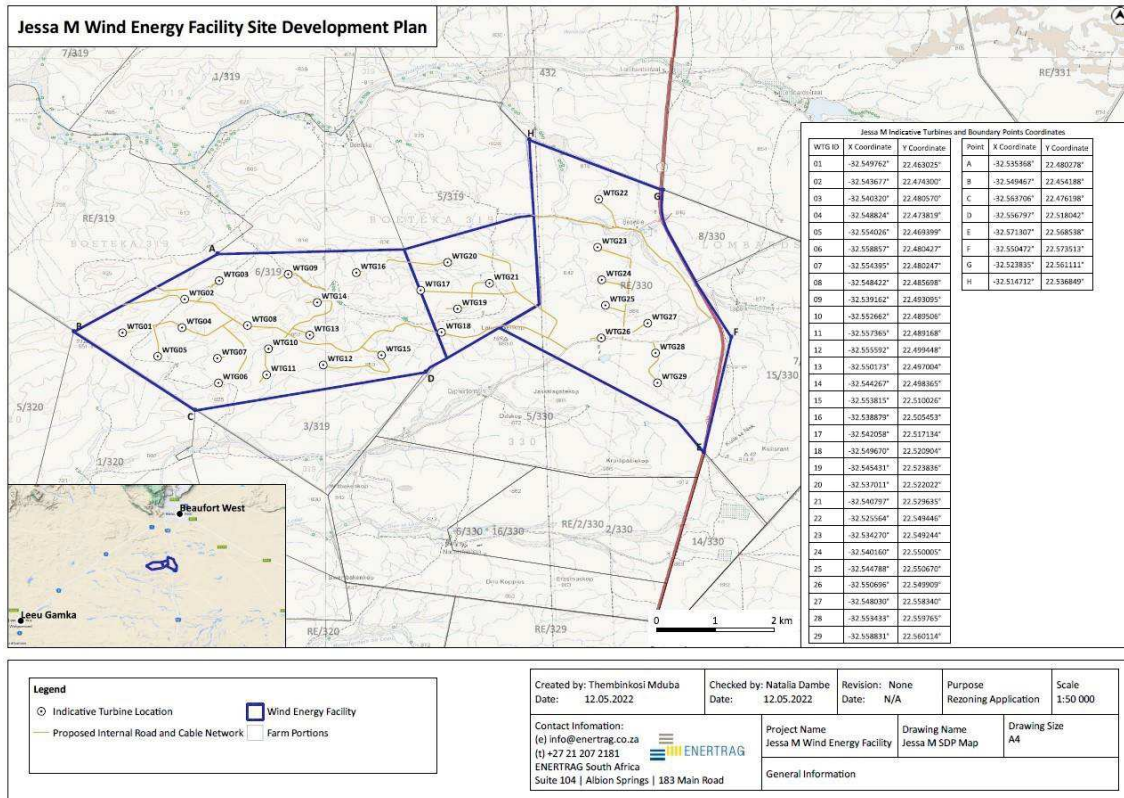 Jessa M Wind Energy Facility Site Development Plan
7/319
1/319
432
RE/331
H
5/319
WTG22
G
RE/319
BOSTEKA 319
8/330
A
6/319
WTG23
WTG03
WTG09
WTG16
WTG20
WTG21
WTG24
RE/330
WTG02
WTG14
WTG17
WTG19
WTG25
B
WTG01
WTG04
WTG08
WTG13
WTG18
WTG27
WTG26
F
WTG05
WTG07
WTG10
WTG12
WTG15
WTG28
WTG06
WTG11
D
WTG29
15/330
5/320
C
3/319
5/330
330
E
1/320
6/330
16/330
RE/2/330
2/330
14/330
RE/320
RE/329
Beaufort West
Leeu Gamka
0 1 2 km
Jessa M Indicative Turbines and Boundary Points Coordinates
WTG ID X Coordinate Y Coordinate
01 -32.549762° 22.463025°
02 -32.543677° 22.474300°
03 -32.540320° 22.480570°
04 -32.548824° 22.473819°
05 -32.554026° 22.469399°
06 -32.558857° 22.480427°
07 -32.554395° 22.480247°
08 -32.548422° 22.485698°
09 -32.539162° 22.493095°
10 -32.552662° 22.489506°
11 -32.557365° 22.489168°
12 -32.555592° 22.499448°
13 -32.550173° 22.497004°
14 -32.544267° 22.498365°
15 -32.553815° 22.510026°
16 -32.538879° 22.505453°
17 -32.542058° 22.517134°
18 -32.549670° 22.520904°
19 -32.545431° 22.523836°
20 -32.537011° 22.522022°
21 -32.540797° 22.529635°
22 -32.525564° 22.549446°
23 -32.534270° 22.549244°
24 -32.540160° 22.550005°
25 -32.544788° 22.550670°
26 -32.550696° 22.549909°
27 -32.548030° 22.558340°
28 -32.553433° 22.559765°
29 -32.558831° 22.560114°
Point X Coordinate Y Coordinate
A -32.535368° 22.480278°
B -32.549467° 22.454188°
C -32.563706° 22.476198°
D -32.556797° 22.518042°
E -32.571307° 22.568538°
F -32.550472° 22.573513°
G -32.523835° 22.561111°
H -32.514712° 22.536849°
Legend
Indicative Turbine Location
Wind Energy Facility
Proposed Internal Road and Cable Network
Farm Portions
Created by: Thembinkosi Mduba
Date: 12.05.2022
Checked by: Natalia Dambe
Date: 12.05.2022
Revision: None
Date: N/A
Purpose
Rezoning Application
Scale
1:50 000
Contact Infomation:
(e) info@enertrag.co.za
(t) +27 21 207 2181
ENERTRAG South Africa
Suite 104 | Albion Springs | 183 Main Road
ENERTRAG
Project Name
Jessa M Wind Energy Facility
Drawing Name
Jessa M SDP Map
Drawing Size
A4
General Information